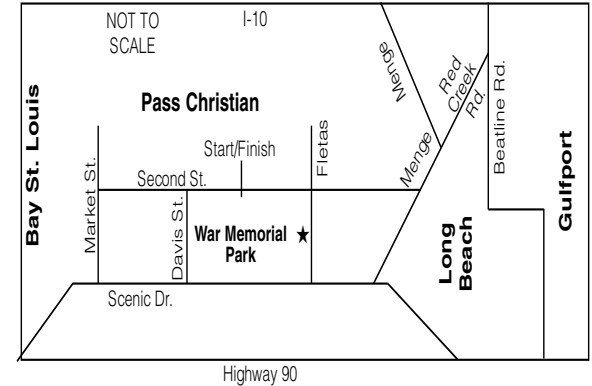 NOT TO
SCALE
I-10
Menge
Red
Creek
Rd.
Beatline Rd.
Pass Christian
Bay St. Louis
Gulfport
Fletas
Start/Finish
Menge
Second St.
Market St.
Davis St.
War Memorial
Park
Long
Beach
Scenic Dr.
Highway 90